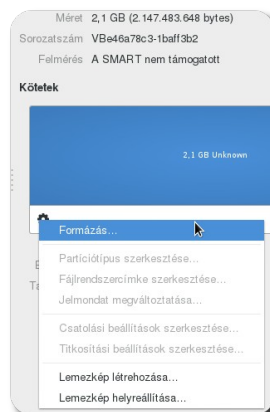 Méret 2,1 GB (2.147.483.648 bytes)
Sorozatszám VBe46a78c3-1baff3b2
Felmérés A SMART nem támogatott
Kötetek
2,1 GB Unknown
Formázás…
Partíciótípus szerkesztése…
Fájlrendszercímke szerkesztése…
Jelmondat megváltoztatása…
Csatolási beállítások szerkesztése…
Titkosítási beállítások szerkesztése…
Lemezkép létrehozása…
Lemezkép helyreállítása…